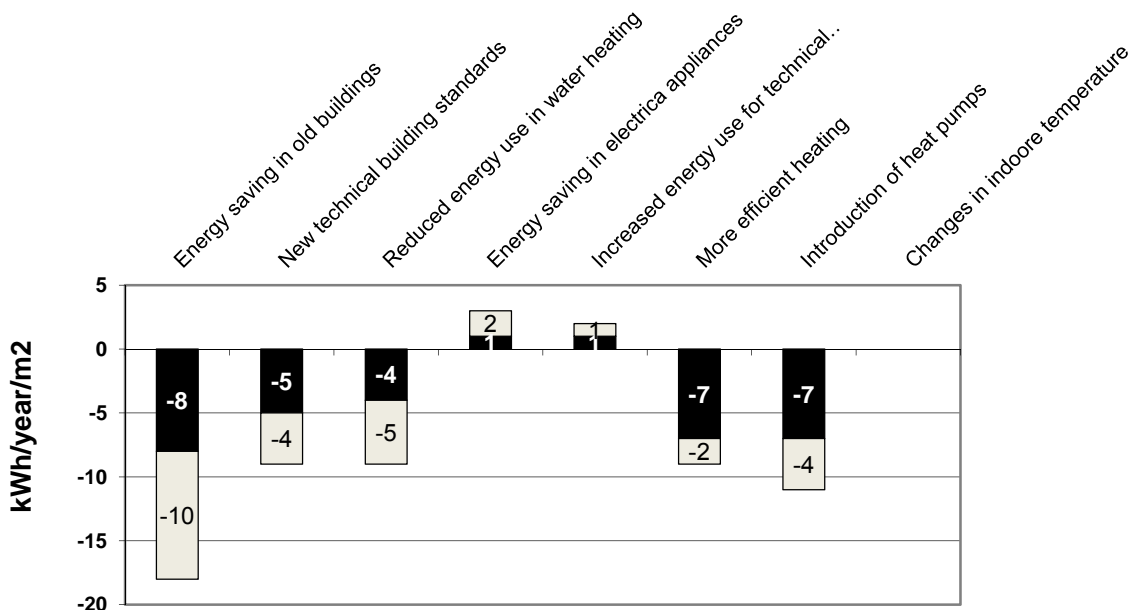 Energy saving in old buildings
New technical building standards
Reduced energy use in water heating
Energy saving in electrica appliances
Increased energy use for technical..
More efficient heating
Introduction of heat pumps
Changes in indoore temperature
kWh/year/m2
5
0
-5
-10
-15
-20
2
1
1
1
-8
-5
-4
-7
-7
-4
-5
-2
-4
-10